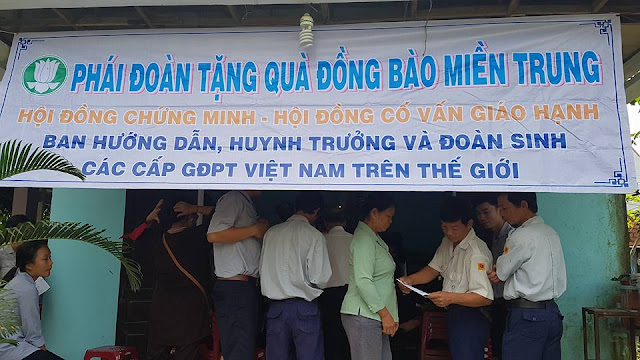 PHÁI ĐOÀN TẶNG QUÀ ĐỒNG BÀO MIỀN TRUNG
HỘI ĐỒNG CHỨNG MINH - HỘI ĐỒNG CỐ VẤN GIÁO HẠNH
BAN HƯỚNG DẪN, HUYNH TRƯỞNG VÀ ĐOÀN SINH
CÁC CẤP GĐPT VIỆT NAM TRÊN THẾ GIỚI